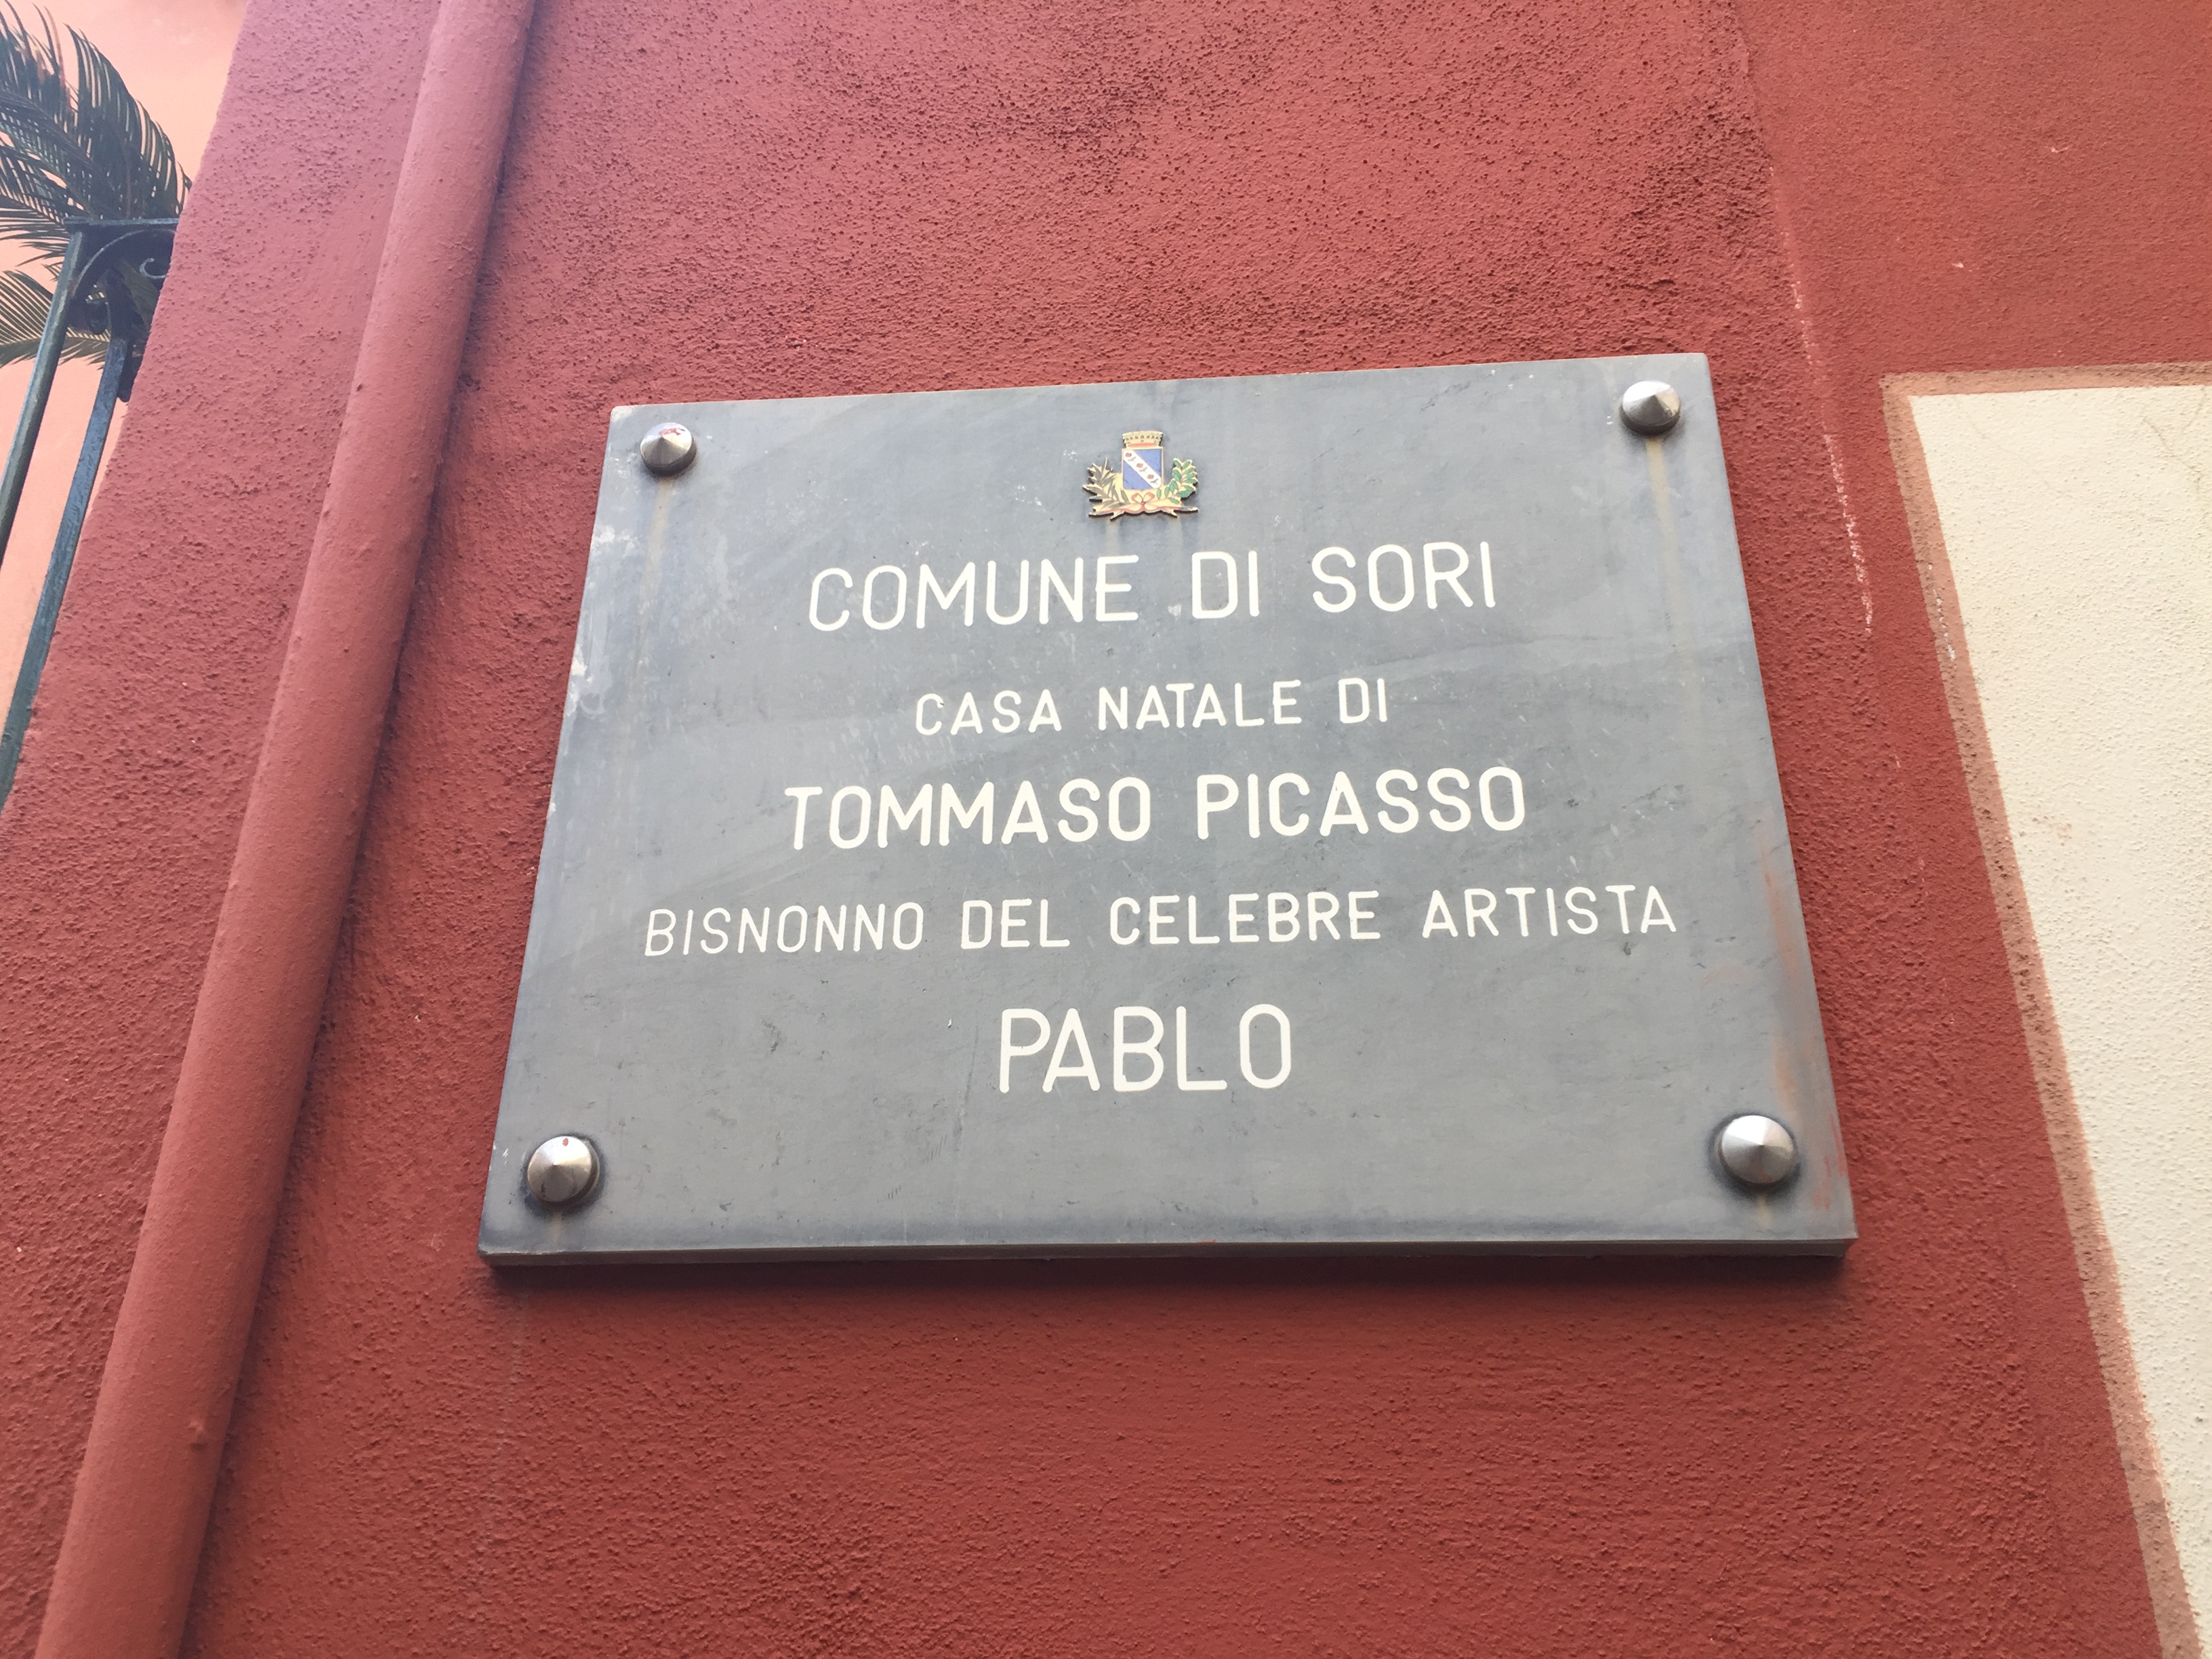 COMUNE DI SORI
CASA NATALE DI
TOMMASO PICASSO
BISNONNO DEL CELEBRE ARTISTA
PABLO